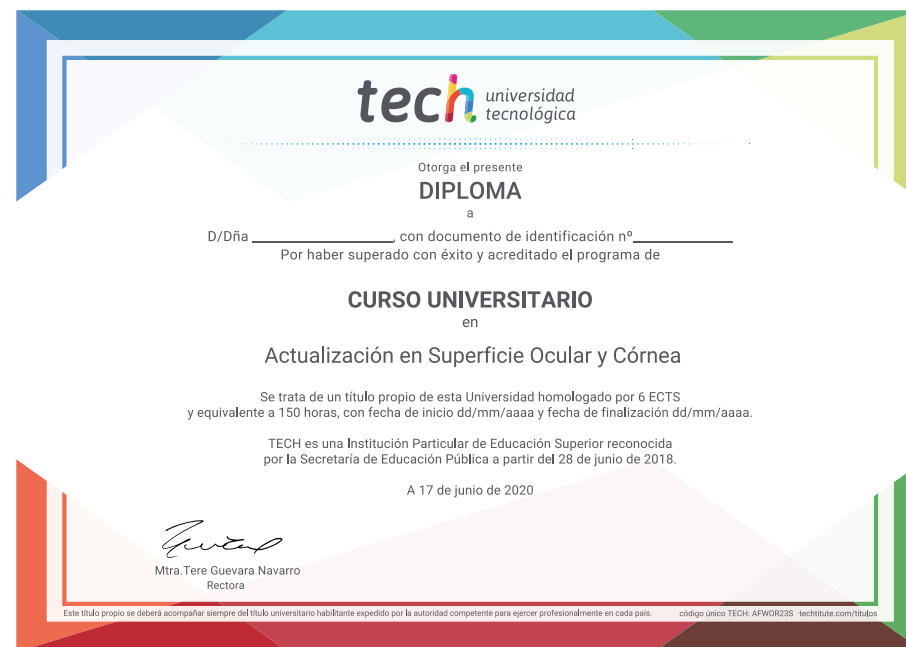 tech universidad
tecnológica
Otorga el presente
DIPLOMA
a
D/Dña ____________________, con documento de identificación nº______________
Por haber superado con éxito y acreditado el programa de
CURSO UNIVERSITARIO
en
Actualización en Superficie Ocular y Córnea
Se trata de un título propio de esta Universidad homologado por 6 ECTS
y equivalente a 150 horas, con fecha de inicio dd/mm/aaaa y fecha de finalización dd/mm/aaaa.
TECH es una Institución Particular de Educación Superior reconocida
por la Secretaría de Educación Pública a partir del 28 de junio de 2018.
A 17 de junio de 2020
Mtra.Tere Guevara Navarro
Rectora
Este título propio se deberá acompañar siempre del título universitario habilitante expedido por la autoridad competente para ejercer profesionalmente en cada país. código único TECH: AFWOR23S techtitute.com/titulos